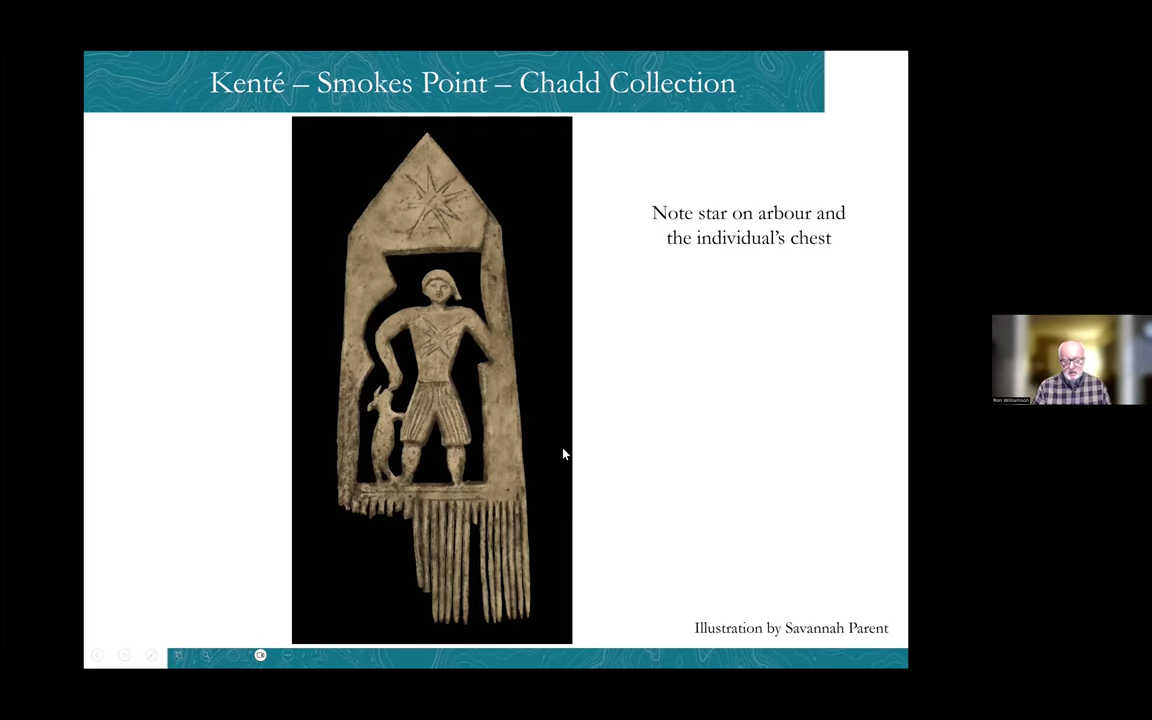 Kenté – Smokes Point – Chadd Collection
Note star on arbour and
the individual’s chest
Illustration by Savannah Parent
Ron Williamson